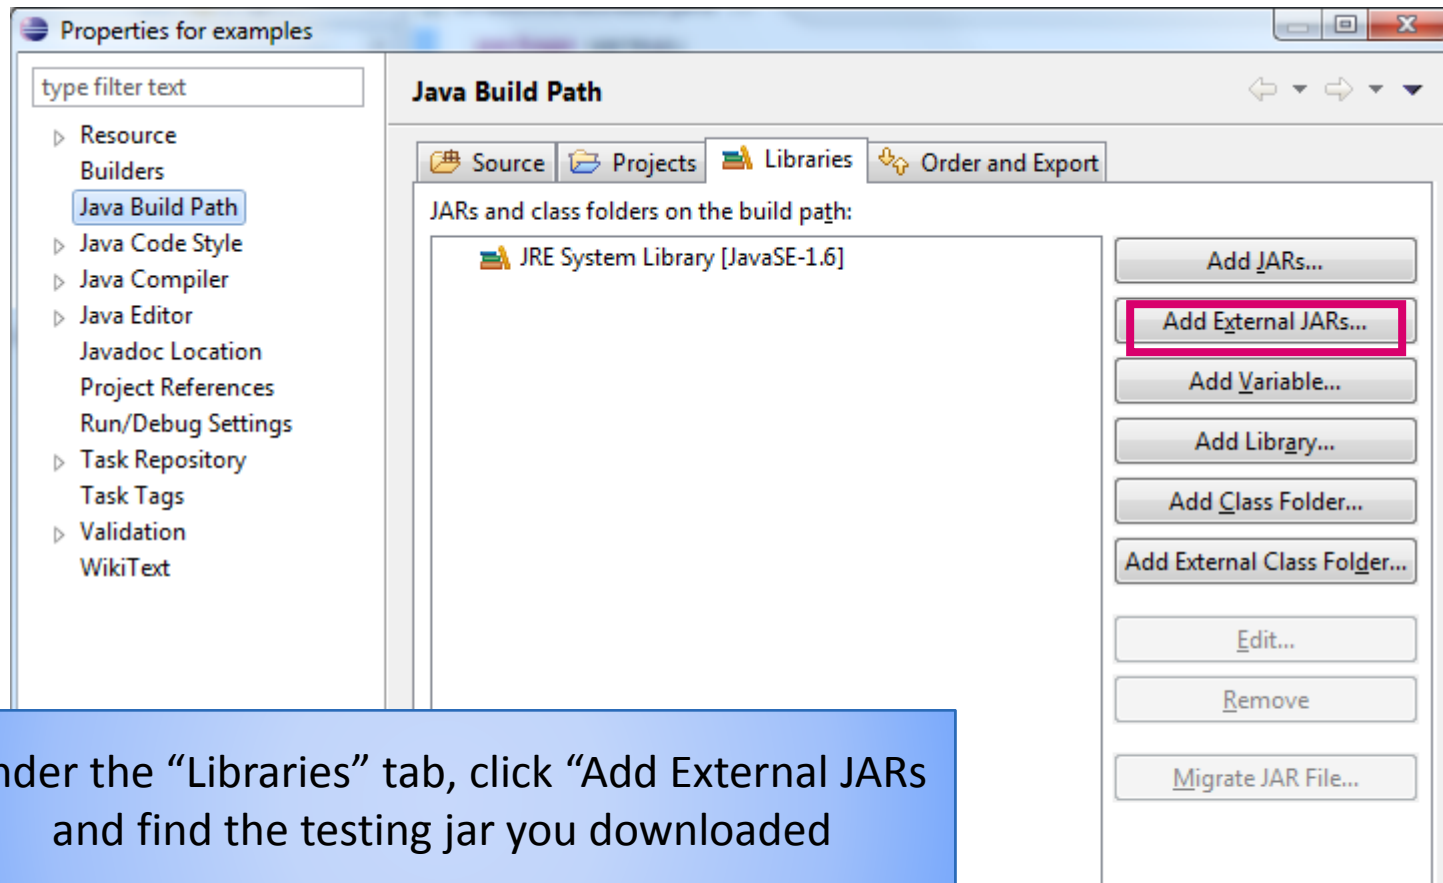 Properties for examples
type filter text
Resource
Builders
Java Build Path
Java Code Style
Java Compiler
Java Editor
Javadoc Location
Project References
Run/Debug Settings
Task Repository
Task Tags
Validation
WikiText
Java Build Path
Source Projects Libraries Order and Export
JARs and class folders on the build path:
JRE System Library [JavaSE-1.6]
Add JARs...
Add External JARs...
Add Variable...
Add Library...
Add Class Folder...
Add External Class Folder...
Edit...
Remove
Migrate JAR File...
nder the “Libraries” tab, click “Add External JARs
and find the testing jar you downloaded